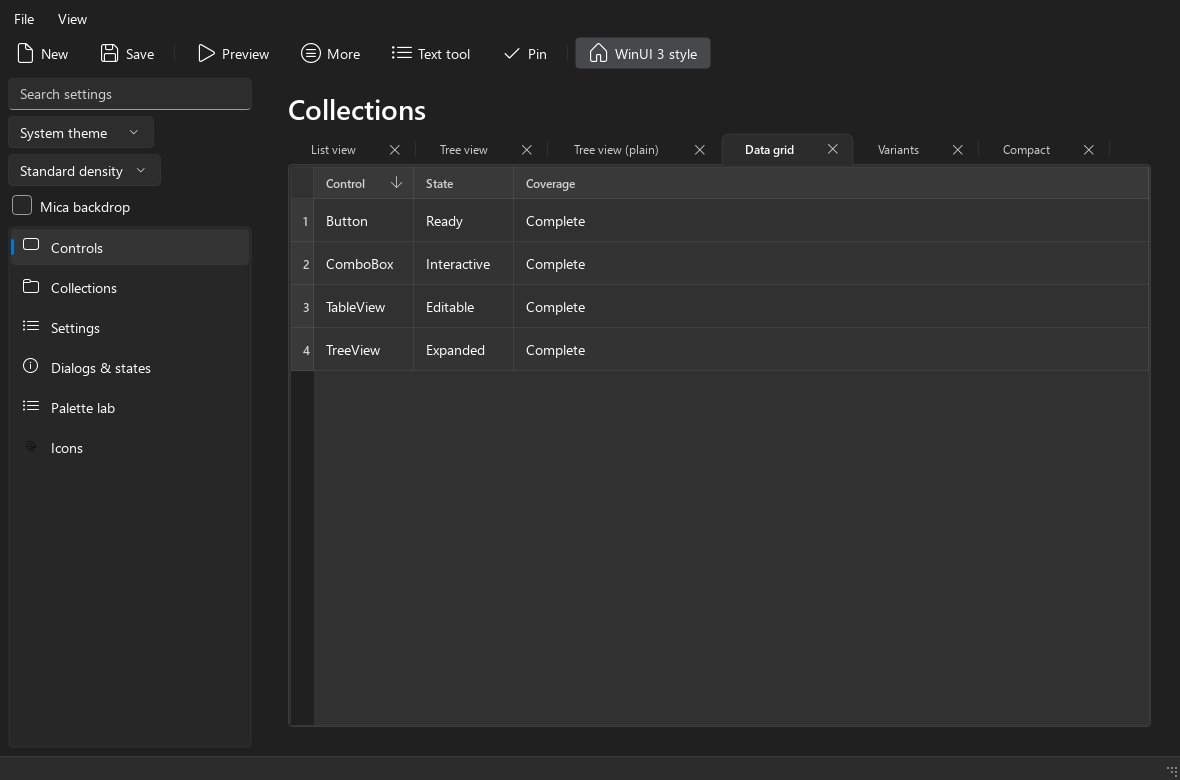 File View
New Save Preview More Text tool Pin WinUI 3 style
Search settings
System theme
Standard density
Mica backdrop
Controls
Collections
Settings
Dialogs & states
Palette lab
Icons
Collections
List view Tree view Tree view (plain) Data grid Variants Compact
Control State Coverage
1 Button Ready Complete
2 ComboBox Interactive Complete
3 TableView Editable Complete
4 TreeView Expanded Complete